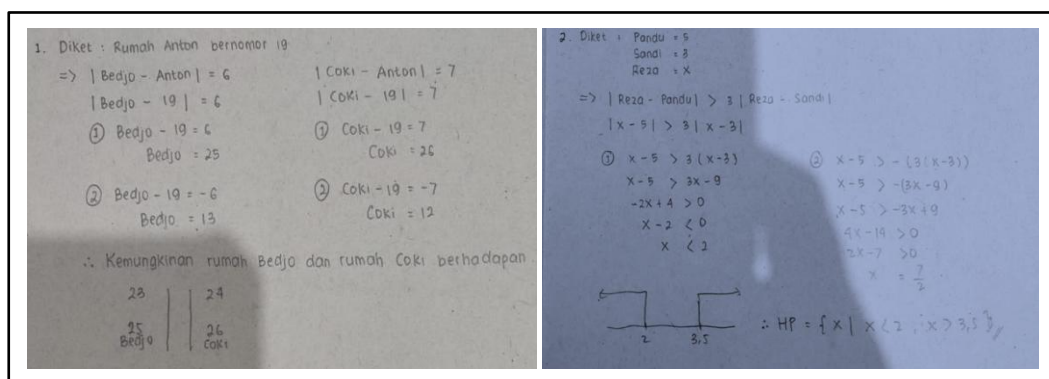 1. Diket : Rumah Anton bernomor 19
=> | Bedjo - Anton | = 6
| Bedjo - 19 | = 6
① Bedjo - 19 = 6
Bedjo = 25
② Bedjo - 19 = -6
Bedjo = 13
| Coki - Anton | = 7
| Coki - 19 | = 7
① Coki - 19 = 7
Coki = 26
② Coki - 19 = -7
Coki = 12
∴ Kemungkinan rumah Bedjo dan rumah Coki berhadapan
23 24
25 26
Bedjo Coki
2. Diket : Pandu = 5
Sandi = 3
Reza = x
=> | Reza - Pandu | > 3 | Reza - Sandi |
|x - 5| > 3 | x - 3|
① x - 5 > 3 (x-3)
x - 5 > 3x - 9
-2x + 4 > 0
x - 2 < 0
x < 2
② x - 5 > - (3(x-3))
x - 5 > -(3x - 9)
x - 5 > -3x + 9
4x - 14 > 0
2x - 7 > 0
x = 7/2
2 3,5
∴ HP = { x | x < 2 , x > 3,5 }